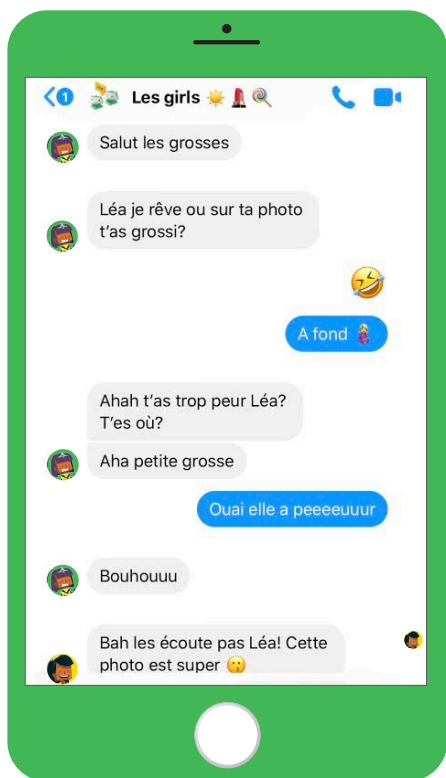 1
Les girls ☀️ 💄 🍭
Salut les grosses
Léa je rêve ou sur ta photo
t'as grossi?
🤣
A fond 🤰
Ahah t'as trop peur Léa?
T'es où?
Aha petite grosse
Ouai elle a peeeeuuur
Bouhouuu
Bah les écoute pas Léa! Cette
photo est super 🤫